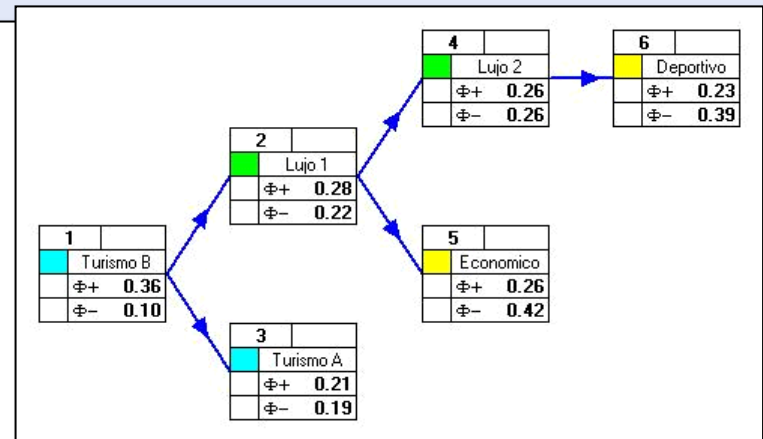 1
Turismo B
Φ+ 0.36
Φ− 0.10
2
Lujo 1
Φ+ 0.28
Φ− 0.22
3
Turismo A
Φ+ 0.21
Φ− 0.19
4
Lujo 2
Φ+ 0.26
Φ− 0.26
5
Economico
Φ+ 0.26
Φ− 0.42
6
Deportivo
Φ+ 0.23
Φ− 0.39